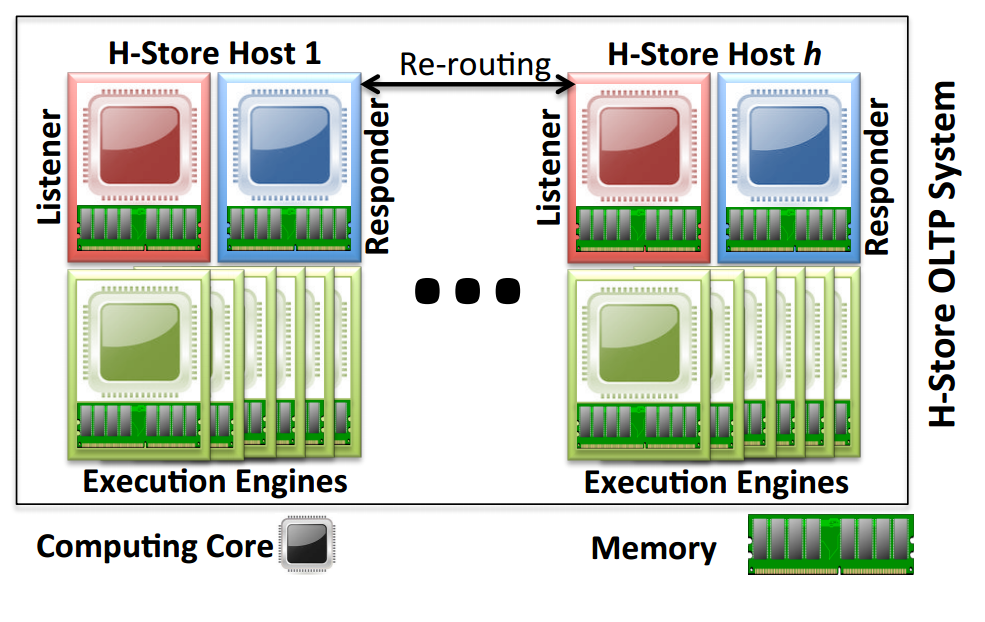 H-Store Host 1
Re-routing
H-Store Host h
Listener
Responder
Listener
Responder
H-Store OLTP System
Execution Engines
Execution Engines
Computing Core
Memory